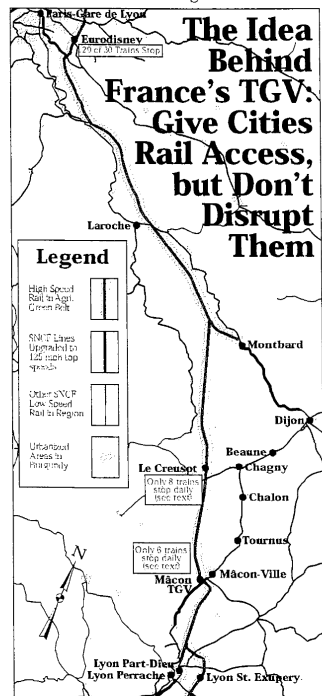 Paris-Gare de Lyon
Eurodisney
29 of 30 Trains Stop
The Idea
Behind
France's TGV:
Give Cities
Rail Access,
but Don't
Disrupt
Them
Laroche
Legend
High Speed
Rail in Agri.
Green Belt
SNCF Lines
Upgraded to
125 mph top
speeds
Other SNCF
Low Speed
Rail in Region
Urbanized
Areas in
Burgundy
Montbard
Dijon
Beaune
Le Creusot
Chagny
Only 8 trains
stop daily
(see text)
Chalon
Tournus
Only 6 trains
stop daily
(see text)
Mâcon
TGV
Mâcon-Ville
N
Lyon Part-Dieu
Lyon Perrache
Lyon St. Exupery